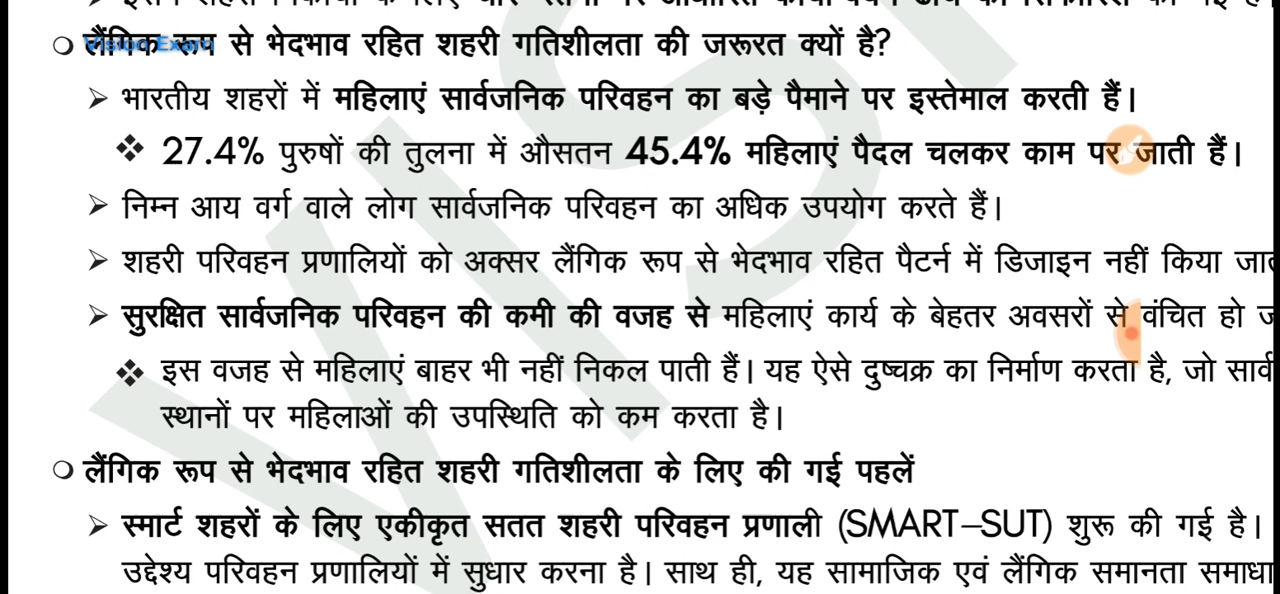 लैंगिक रूप से भेदभाव रहित शहरी गतिशीलता की जरूरत क्यों है?
Vision Exam
भारतीय शहरों में महिलाएं सार्वजनिक परिवहन का बड़े पैमाने पर इस्तेमाल करती हैं।
27.4% पुरुषों की तुलना में औसतन 45.4% महिलाएं पैदल चलकर काम पर जाती हैं।
निम्न आय वर्ग वाले लोग सार्वजनिक परिवहन का अधिक उपयोग करते हैं।
शहरी परिवहन प्रणालियों को अक्सर लैंगिक रूप से भेदभाव रहित पैटर्न में डिजाइन नहीं किया
सुरक्षित सार्वजनिक परिवहन की कमी की वजह से महिलाएं कार्य के बेहतर अवसरों से वंचित हो
इस वजह से महिलाएं बाहर भी नहीं निकल पाती हैं। यह ऐसे दुष्चक्र का निर्माण करता है, जो
स्थानों पर महिलाओं की उपस्थिति को कम करता है।
लैंगिक रूप से भेदभाव रहित शहरी गतिशीलता के लिए की गई पहलें
स्मार्ट शहरों के लिए एकीकृत सतत शहरी परिवहन प्रणाली (SMART–SUT) शुरू की गई है।
उद्देश्य परिवहन प्रणालियों में सुधार करना है। साथ ही, यह सामाजिक एवं लैंगिक समानता